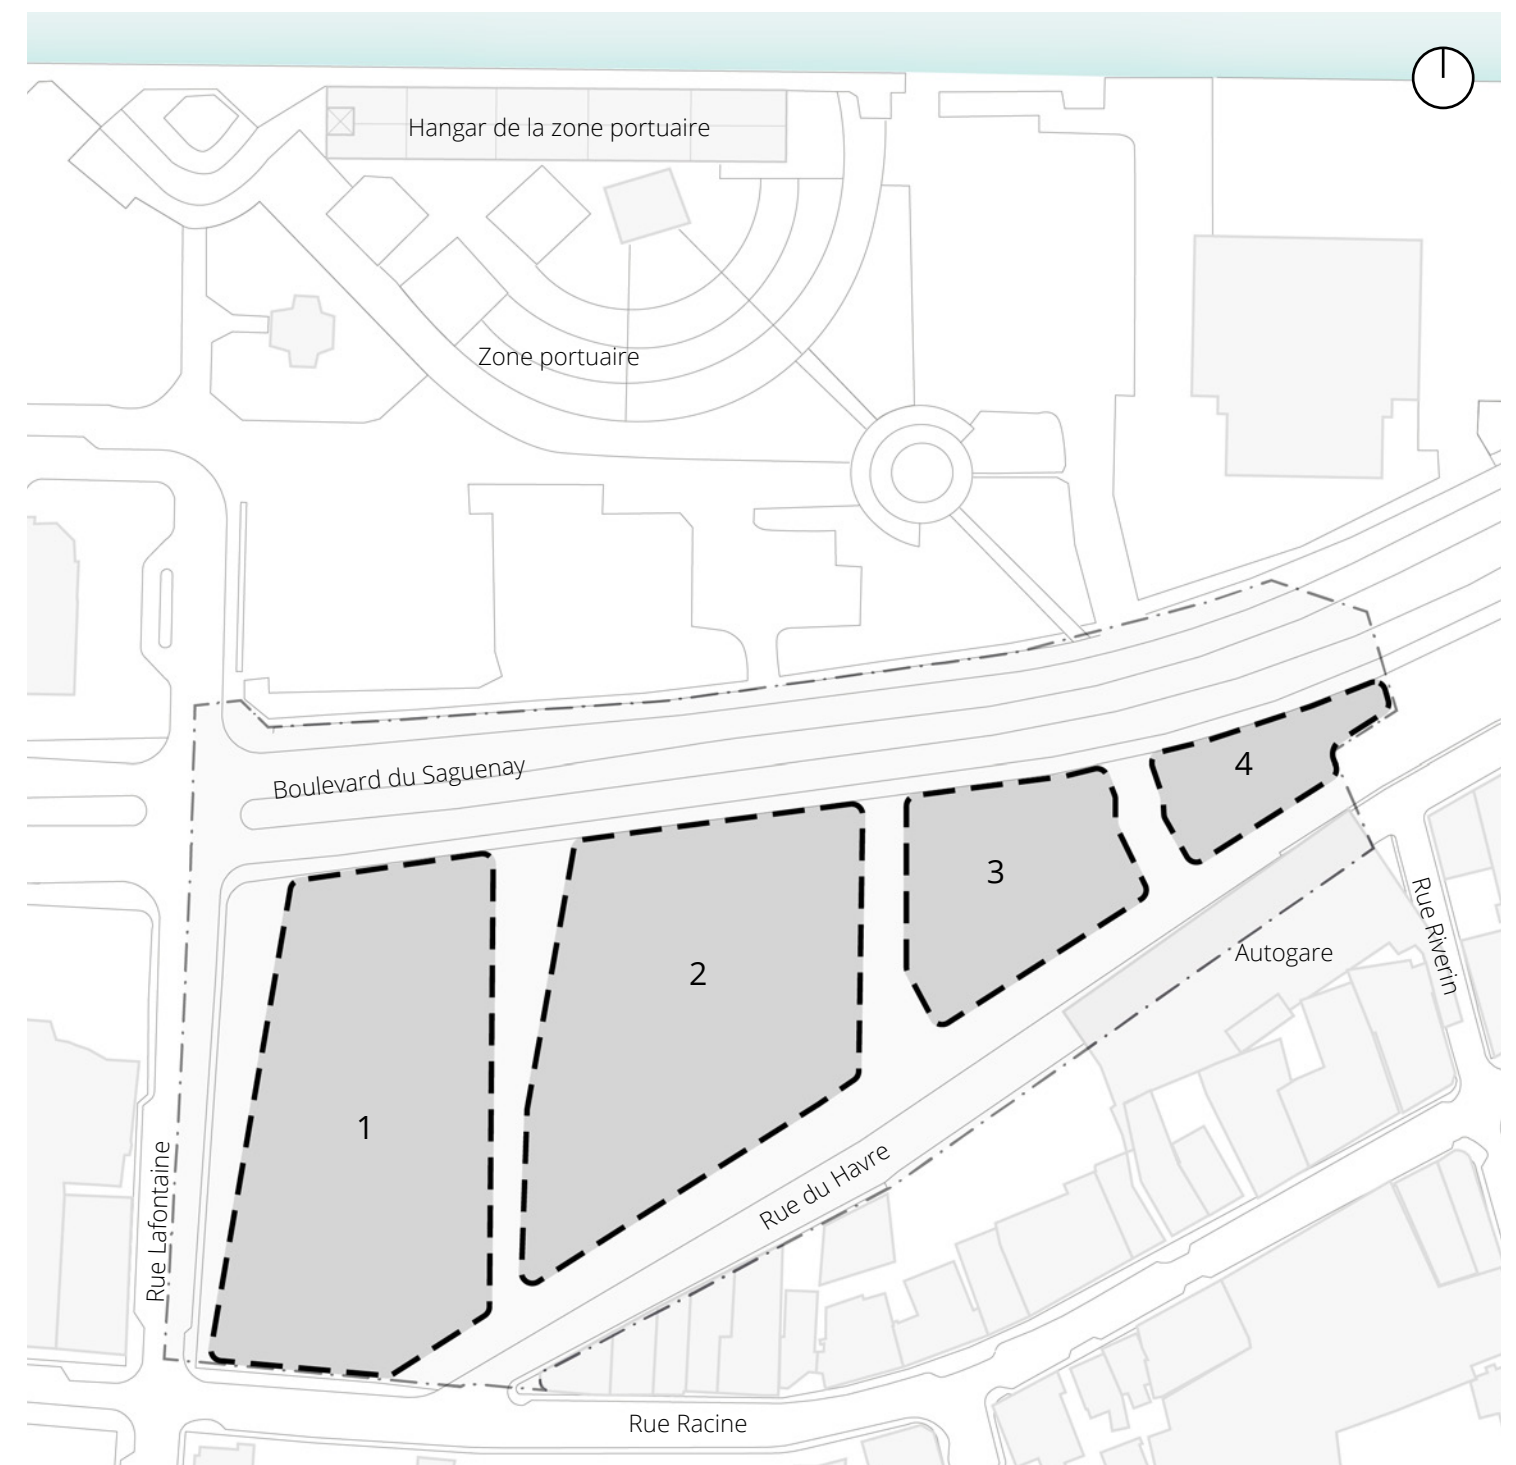 Hangar de la zone portuaire
Zone portuaire
Boulevard du Saguenay
4
3
2
1
Rue Riverin
Autogare
Rue du Havre
Rue Lafontaine
Rue Racine